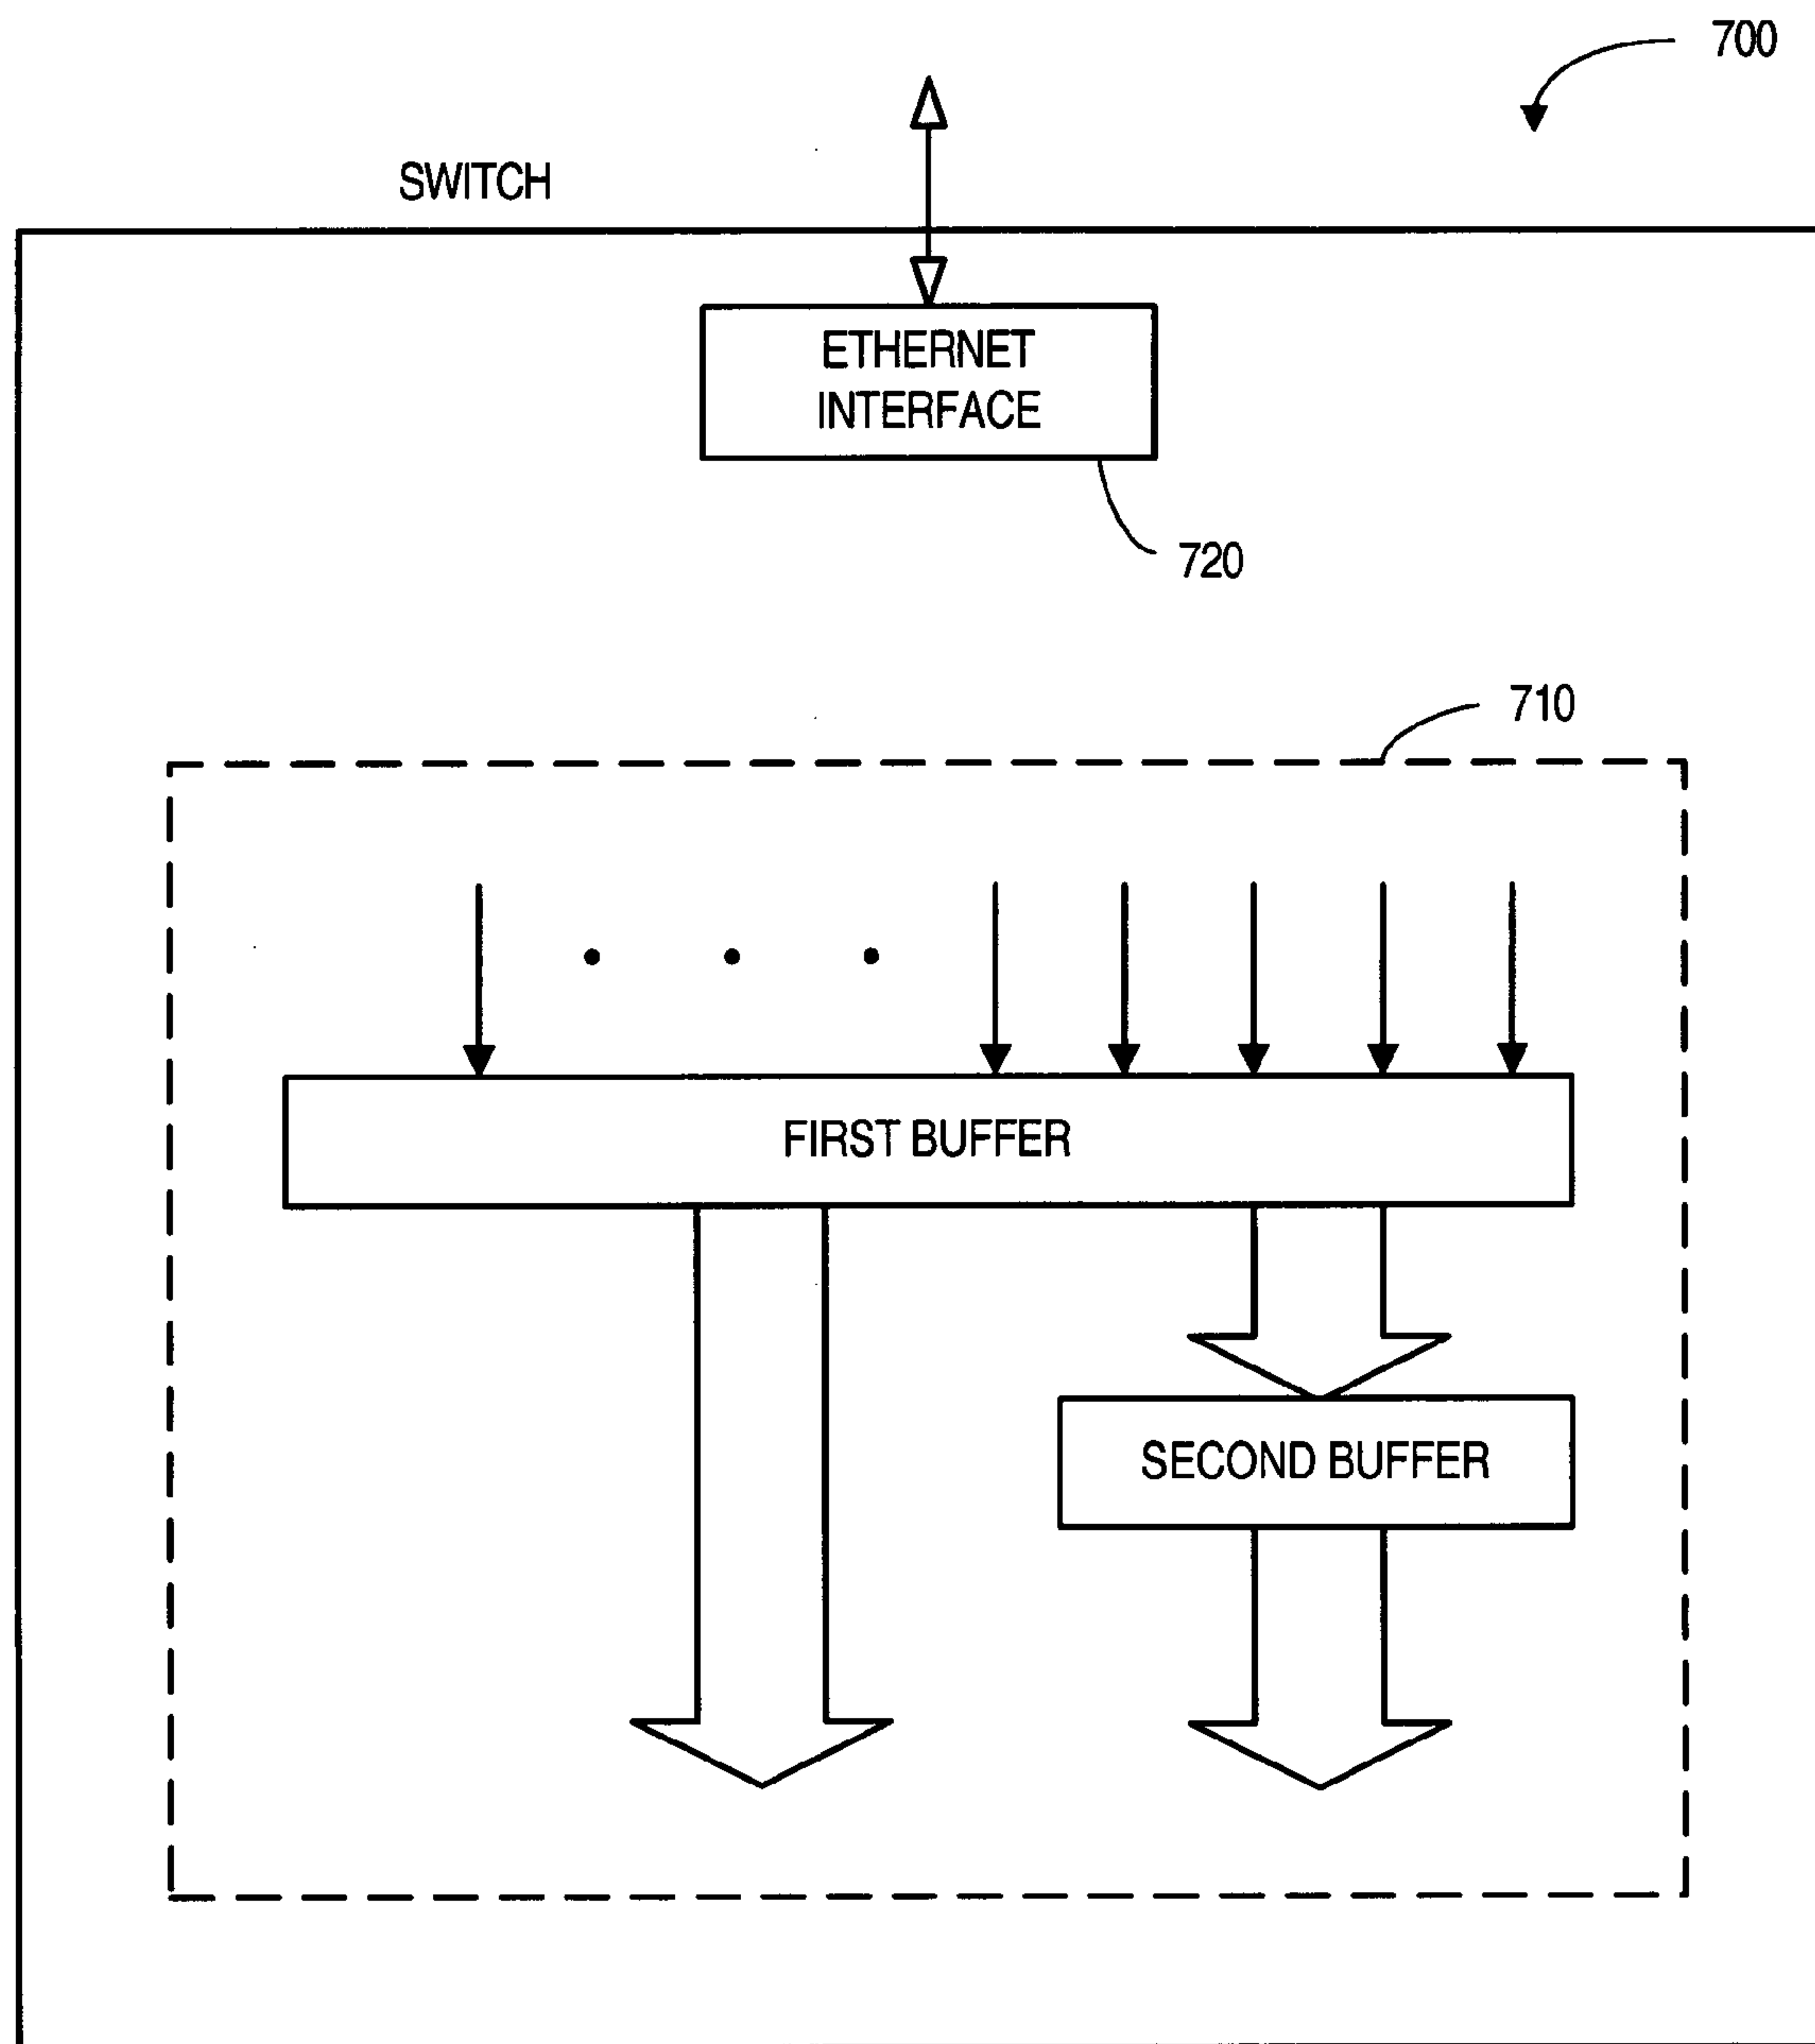 700
SWITCH
ETHERNET
INTERFACE
720
710
FIRST BUFFER
SECOND BUFFER